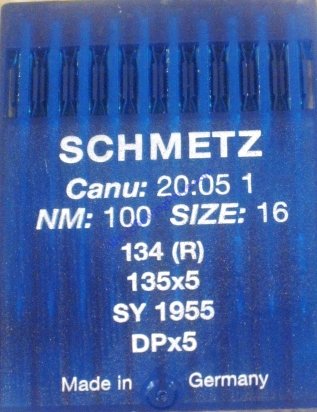 SCHMETZ
Canu: 20:05 1
NM: 100 SIZE: 16
134 (R)
135x5
SY 1955
DPx5
Made in Germany